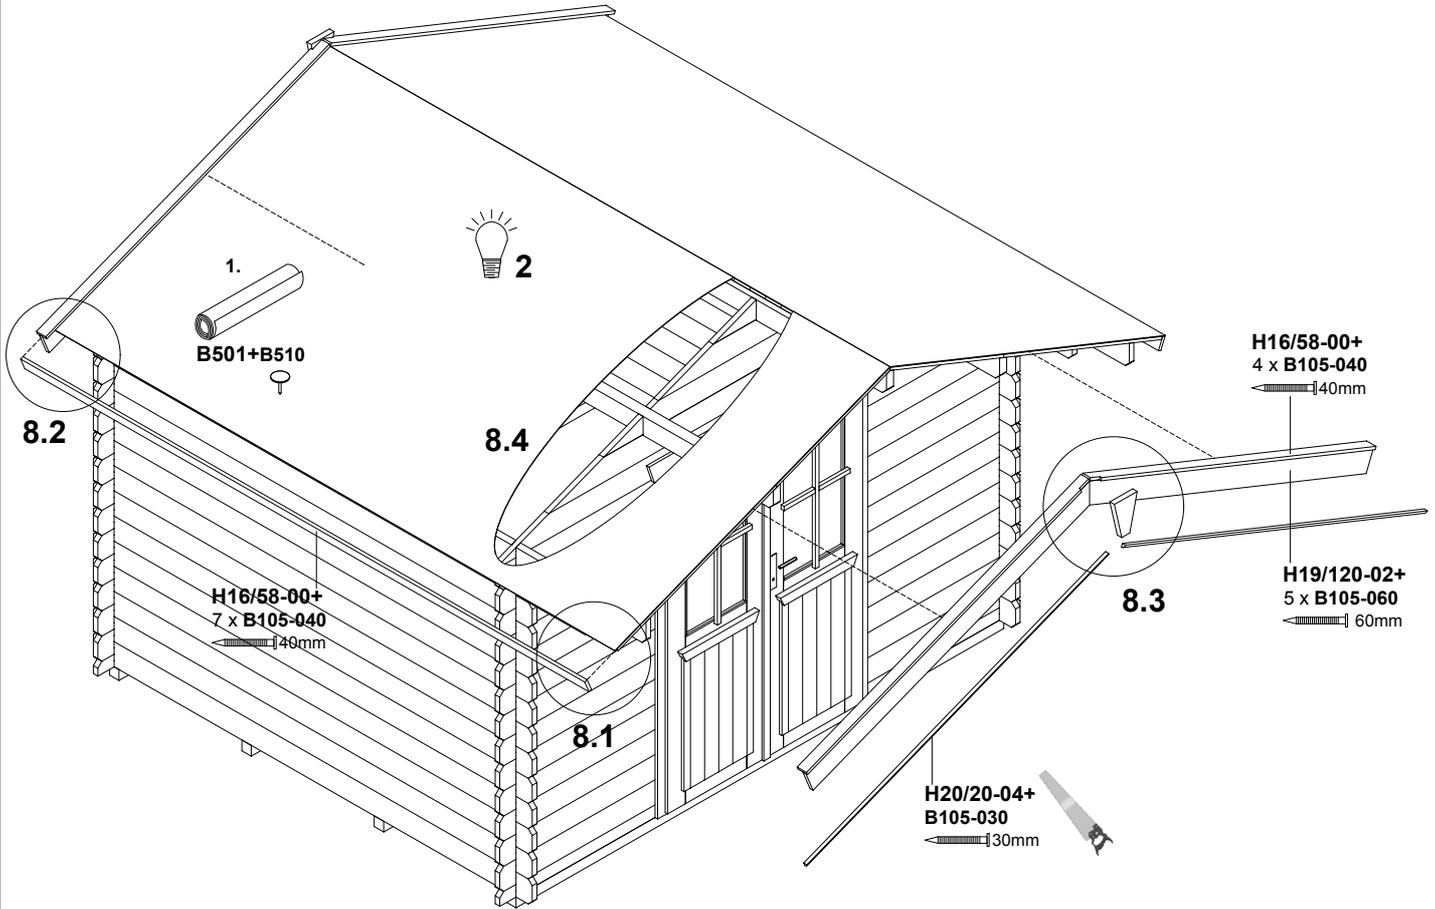 1.
B501+B510
2
8.2
8.4
H16/58-00+
4 x B105-040
40mm
H16/58-00+
7 x B105-040
40mm
8.1
8.3
H19/120-02+
5 x B105-060
60mm
H20/20-04+
B105-030
30mm